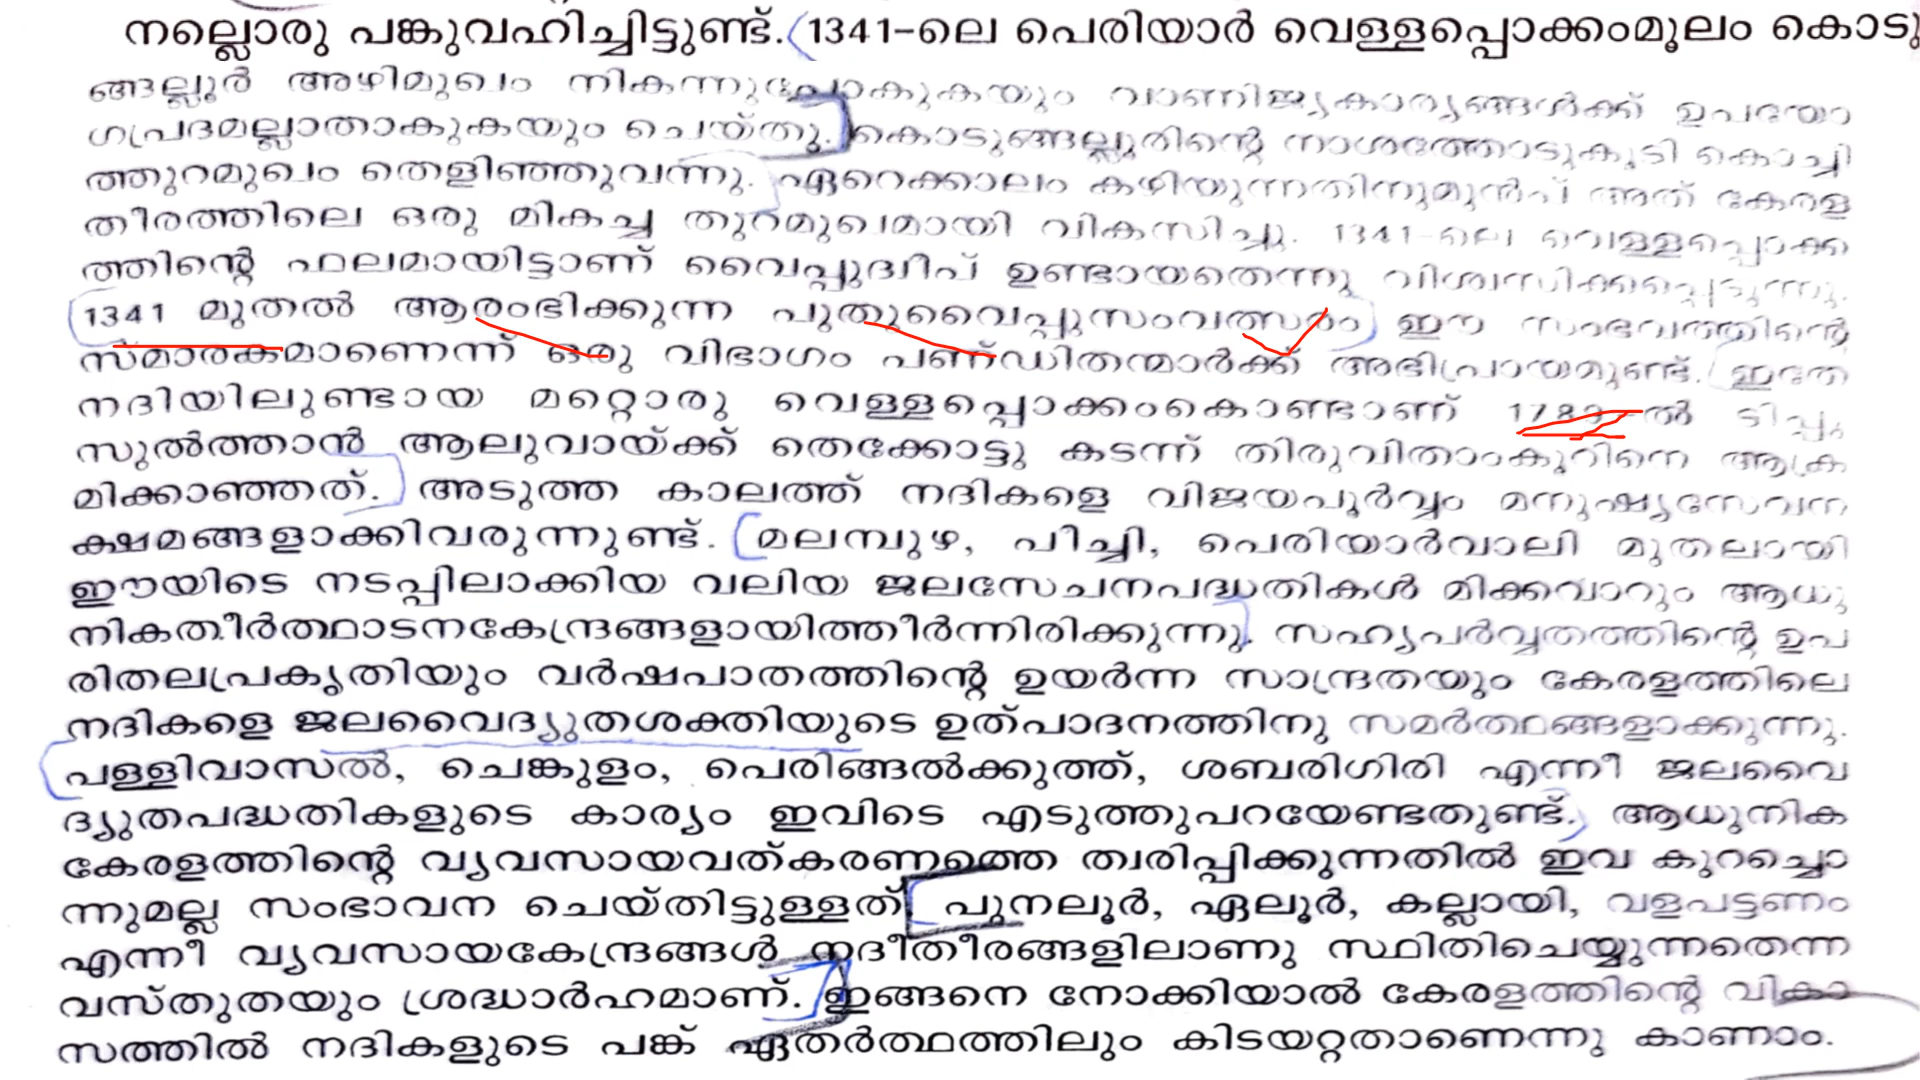 നല്ലൊരു പങ്കുവഹിച്ചിട്ടുണ്ട്. 1341-ലെ പെരിയാർ വെള്ളപ്പൊക്കംമൂലം കൊടു
ങ്ങല്ലൂർ അഴിമുഖം നികന്നുപോകുകയും വാണിജ്യകാര്യങ്ങൾക്ക് ഉപയോ
ഗപ്രദമല്ലാതാകുകയും ചെയ്തു. കൊടുങ്ങല്ലൂരിന്റെ നാശത്തോടുകൂടി കൊച്ചി
ത്തുറമുഖം തെളിഞ്ഞുവന്നു. ഏറെക്കാലം കഴിയുന്നതിനുമുൻപ് അത് കേരള
തീരത്തിലെ ഒരു മികച്ച തുറമുഖമായി വികസിച്ചു. 1341-ലെ വെള്ളപ്പൊക്ക
ത്തിന്റെ ഫലമായിട്ടാണ് വൈപ്പുദ്വീപ് ഉണ്ടായതെന്നു വിശ്വസിക്കപ്പെടുന്നു.
1341 മുതൽ ആരംഭിക്കുന്ന പുതുവൈപ്പുസംവത്സരം ഈ സംഭവത്തിന്റെ
സ്മാരകമാണെന്ന് ഒരു വിഭാഗം പണ്ഡിതന്മാർക്ക് അഭിപ്രായമുണ്ട്. ഇതേ
നദിയിലുണ്ടായ മറ്റൊരു വെള്ളപ്പൊക്കംകൊണ്ടാണ് 1789-ൽ ടിപ്പു
സുൽത്താൻ ആലുവായ്ക്ക് തെക്കോട്ടു കടന്ന് തിരുവിതാംകൂറിനെ ആക്ര
മിക്കാഞ്ഞത്. അടുത്ത കാലത്ത് നദികളെ വിജയപൂർവ്വം മനുഷ്യസേവന
ക്ഷമങ്ങളാക്കിവരുന്നുണ്ട്. മലമ്പുഴ, പീച്ചി, പെരിയാർവാലി മുതലായി
ഈയിടെ നടപ്പിലാക്കിയ വലിയ ജലസേചനപദ്ധതികൾ മിക്കവാറും ആധു
നികതീർത്ഥാടനകേന്ദ്രങ്ങളായിത്തീർന്നിരിക്കുന്നു. സഹ്യപർവ്വതത്തിന്റെ ഉപ
രിതലപ്രകൃതിയും വർഷപാതത്തിന്റെ ഉയർന്ന സാന്ദ്രതയും കേരളത്തിലെ
നദികളെ ജലവൈദ്യുതശക്തിയുടെ ഉത്പാദനത്തിനു സമർത്ഥങ്ങളാക്കുന്നു.
പള്ളിവാസൽ, ചെങ്കുളം, പെരിങ്ങൽക്കുത്ത്, ശബരിഗിരി എന്നീ ജലവൈ
ദ്യുതപദ്ധതികളുടെ കാര്യം ഇവിടെ എടുത്തുപറയേണ്ടതുണ്ട്. ആധുനിക
കേരളത്തിന്റെ വ്യവസായവത്കരണത്തെ ത്വരിപ്പിക്കുന്നതിൽ ഇവ കുറച്ചൊ
ന്നുമല്ല സംഭാവന ചെയ്തിട്ടുള്ളത് പുനലൂർ, ഏലൂർ, കല്ലായി, വളപട്ടണം
എന്നീ വ്യവസായകേന്ദ്രങ്ങൾ നദീതീരങ്ങളിലാണു സ്ഥിതിചെയ്യുന്നതെന്ന
വസ്തുതയും ശ്രദ്ധാർഹമാണ്. ഇങ്ങനെ നോക്കിയാൽ കേരളത്തിന്റെ വികാ
സത്തിൽ നദികളുടെ പങ്ക് ഏതർത്ഥത്തിലും കിടയറ്റതാണെന്നു കാണാം.